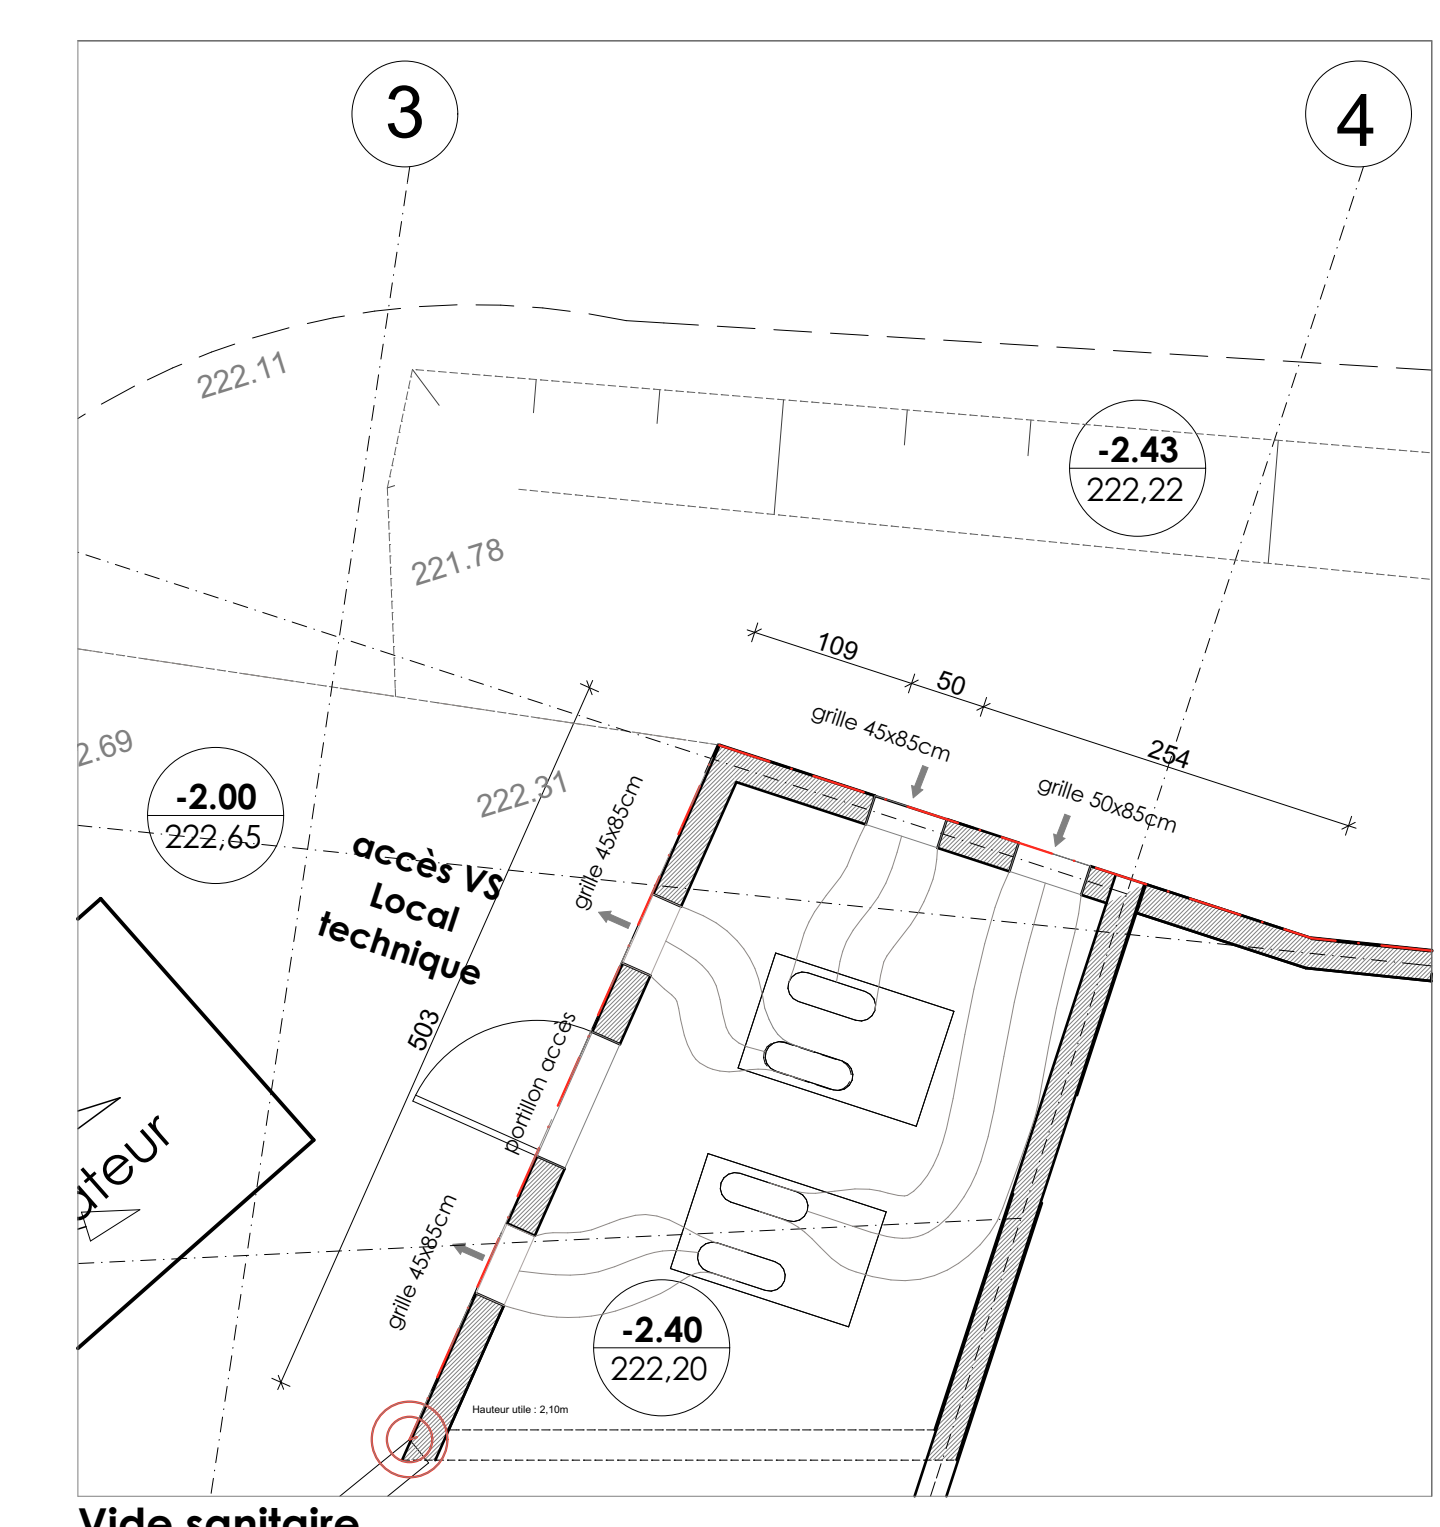 3
4
222.11
-2.43
222,22
221.78
109
50
grille 45x85cm
254
2.69
-2.00
222,65
222.31
grille 50x85cm
grille 45x85cm
accès VS
Local
technique
503
portillon accès
ateur
grille 45x85cm
-2.40
222,20
Hauteur utile : 2,10m
Vide sanitaire